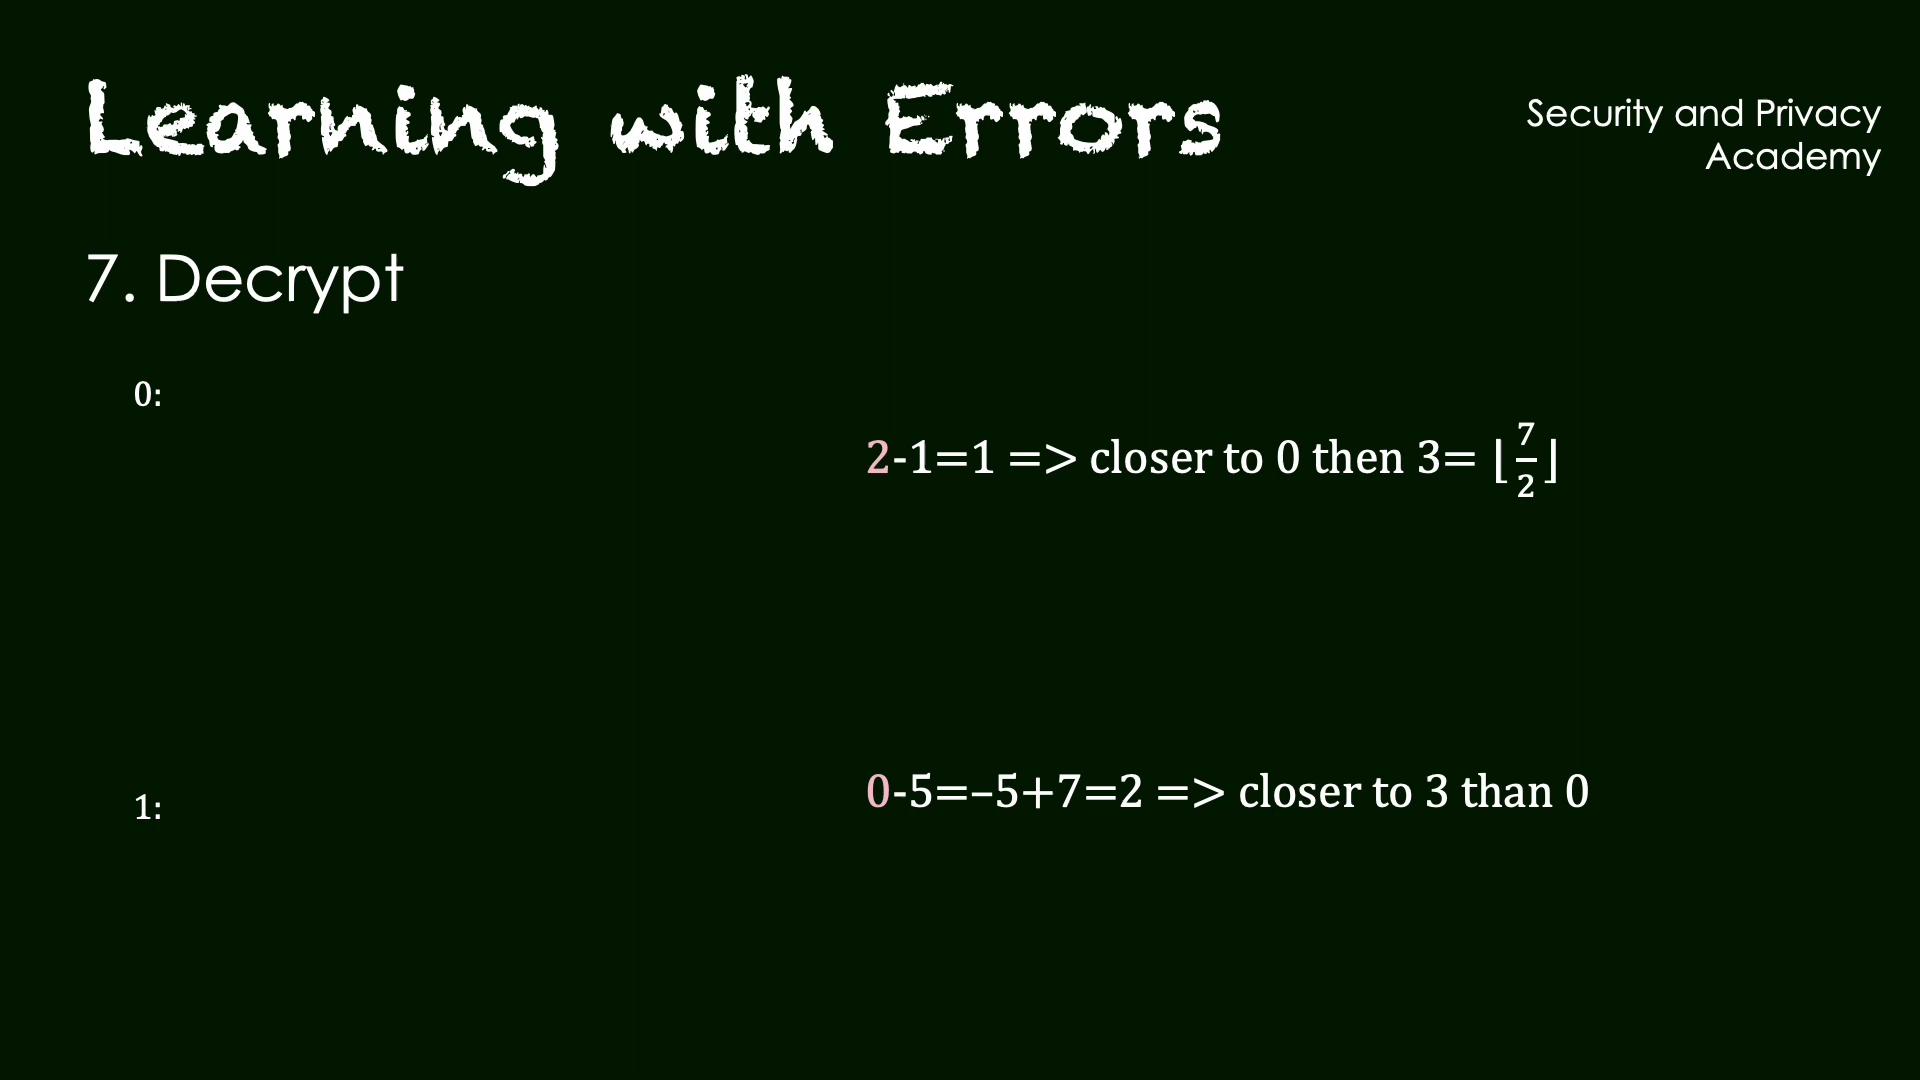 Learning with Errors
Security and Privacy
Academy
7. Decrypt
0:
2-1=1 => closer to 0 then 3= ⌊7/2⌋
1:
0-5=–5+7=2 => closer to 3 than 0